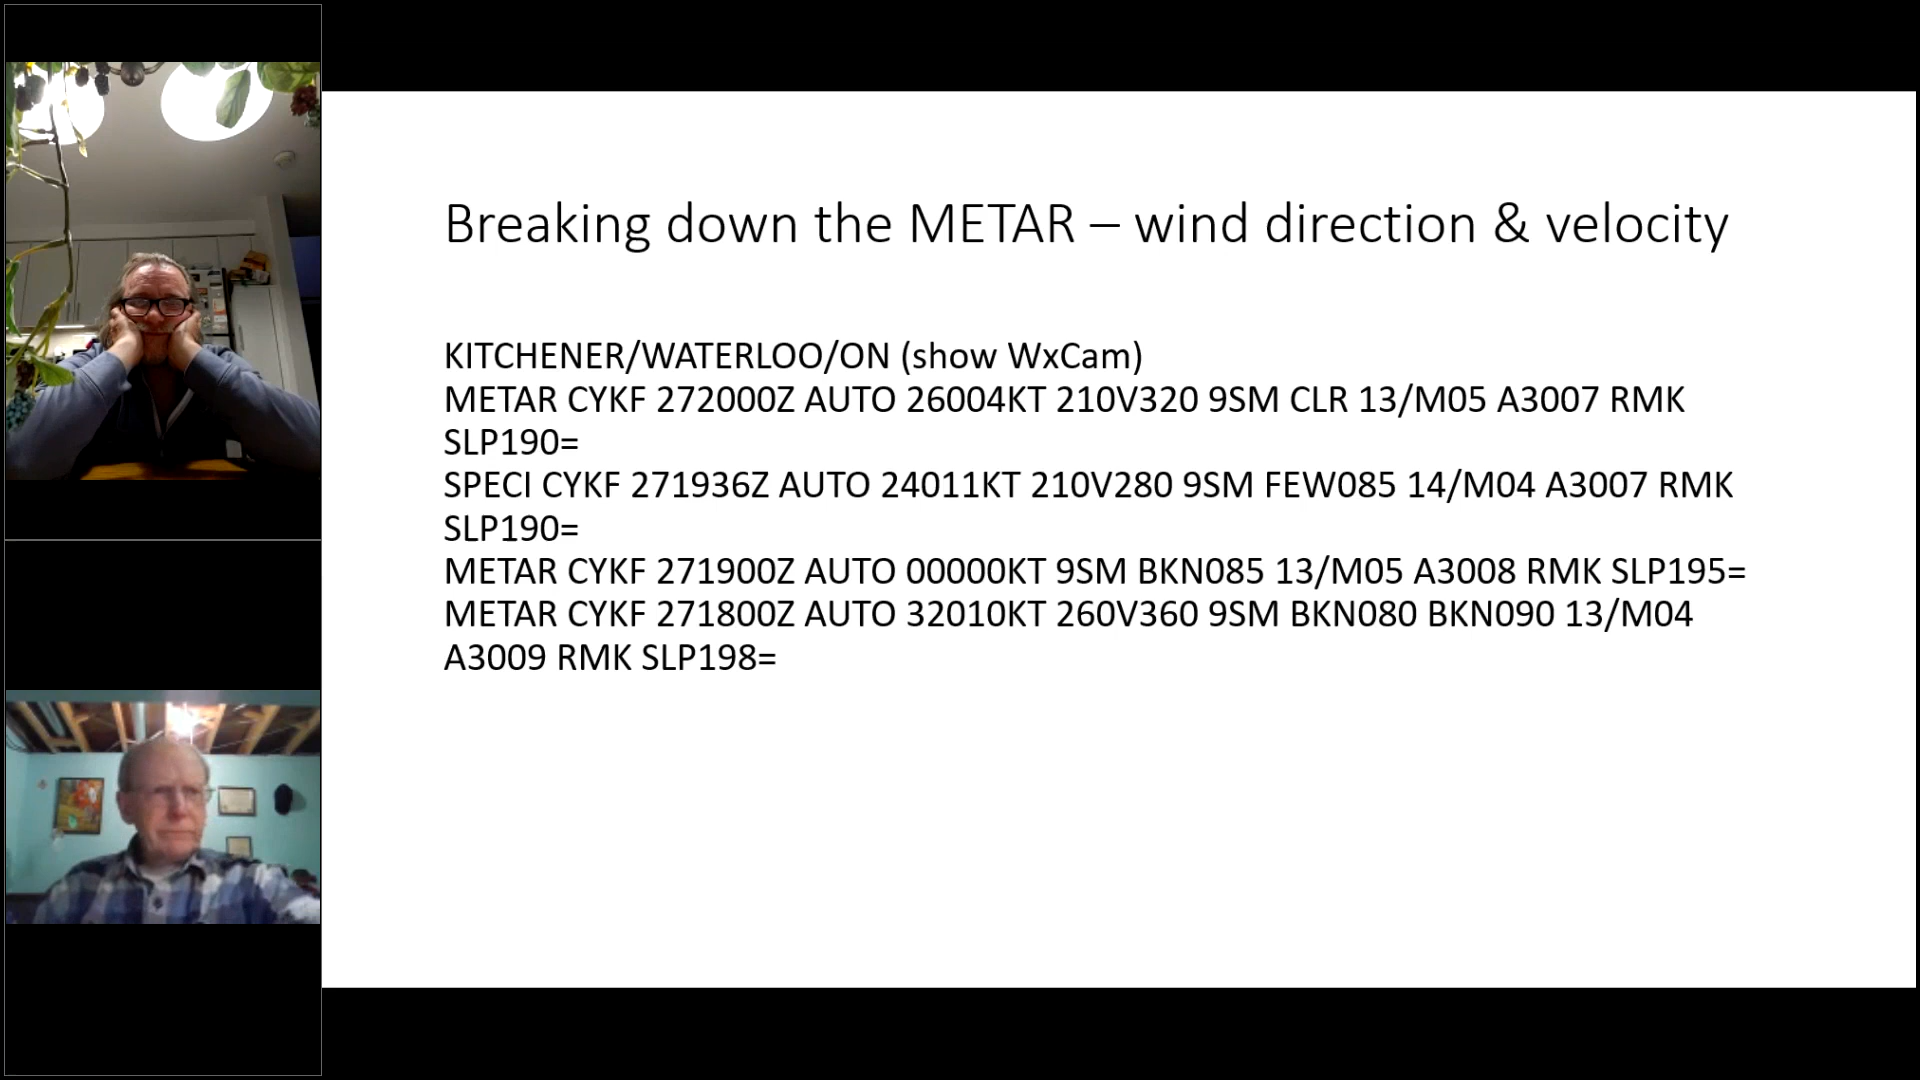 Breaking down the METAR – wind direction & velocity
KITCHENER/WATERLOO/ON (show WxCam)
METAR CYKF 272000Z AUTO 26004KT 210V320 9SM CLR 13/M05 A3007 RMK
SLP190=
SPECI CYKF 271936Z AUTO 24011KT 210V280 9SM FEW085 14/M04 A3007 RMK
SLP190=
METAR CYKF 271900Z AUTO 00000KT 9SM BKN085 13/M05 A3008 RMK SLP195=
METAR CYKF 271800Z AUTO 32010KT 260V360 9SM BKN080 BKN090 13/M04
A3009 RMK SLP198=